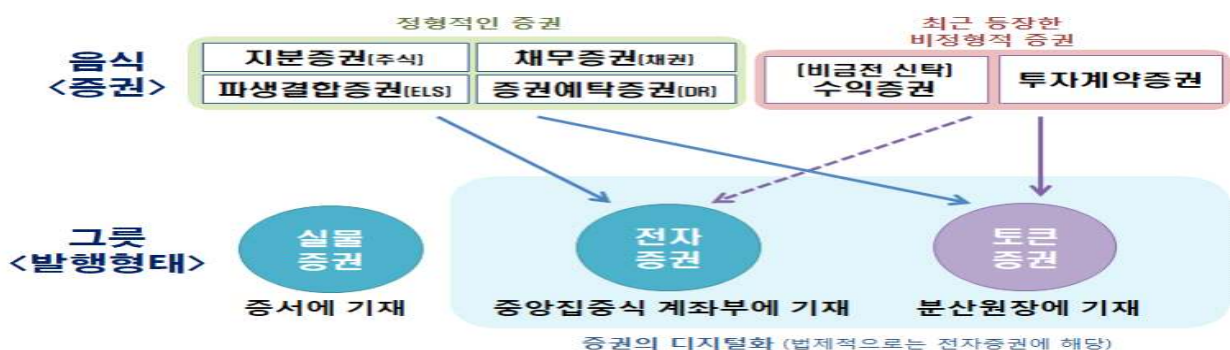 정형적인 증권
최근 등장한
비정형적 증권
음식
<증권>
지분증권[주식]
채무증권[채권]
파생결합증권[ELS]
증권예탁증권[DR]
[비금전 신탁]
수익증권
투자계약증권
그릇
<발행형태>
실물
증권
전자
증권
토큰
증권
증서에 기재
중앙집중식 계좌부에 기재
분산원장에 기재
증권의 디지털화 (법제적으로는 전자증권에 해당)